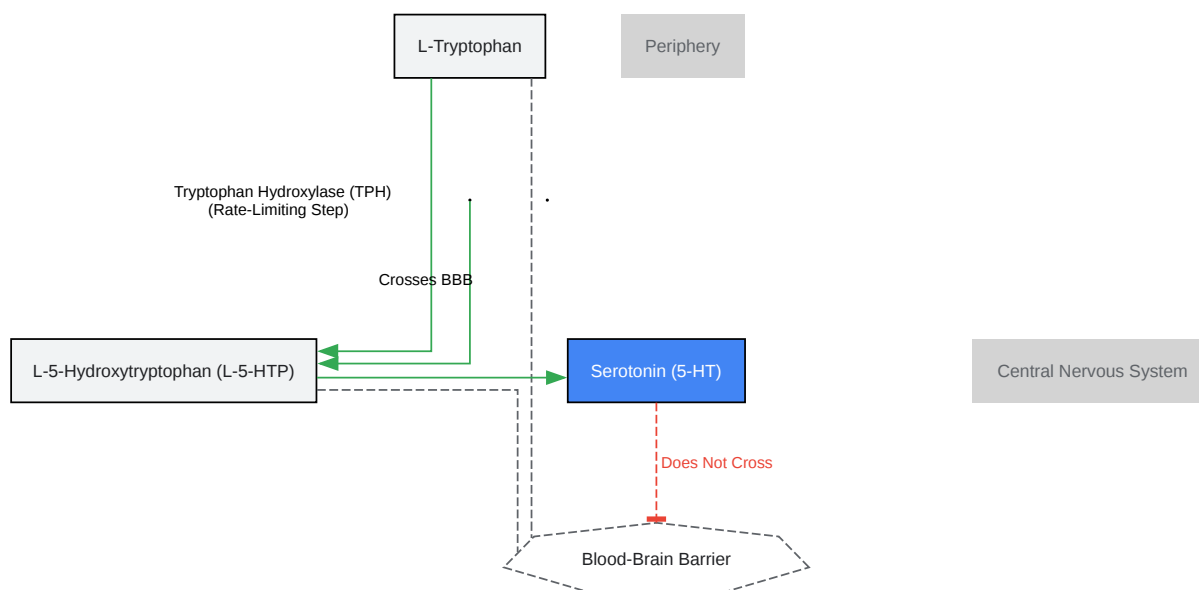 L-Tryptophan
Periphery
Tryptophan Hydroxylase (TPH)
(Rate-Limiting Step)
Crosses BBB
L-5-Hydroxytryptophan (L-5-HTP)
Serotonin (5-HT)
Central Nervous System
Does Not Cross
Blood-Brain Barrier